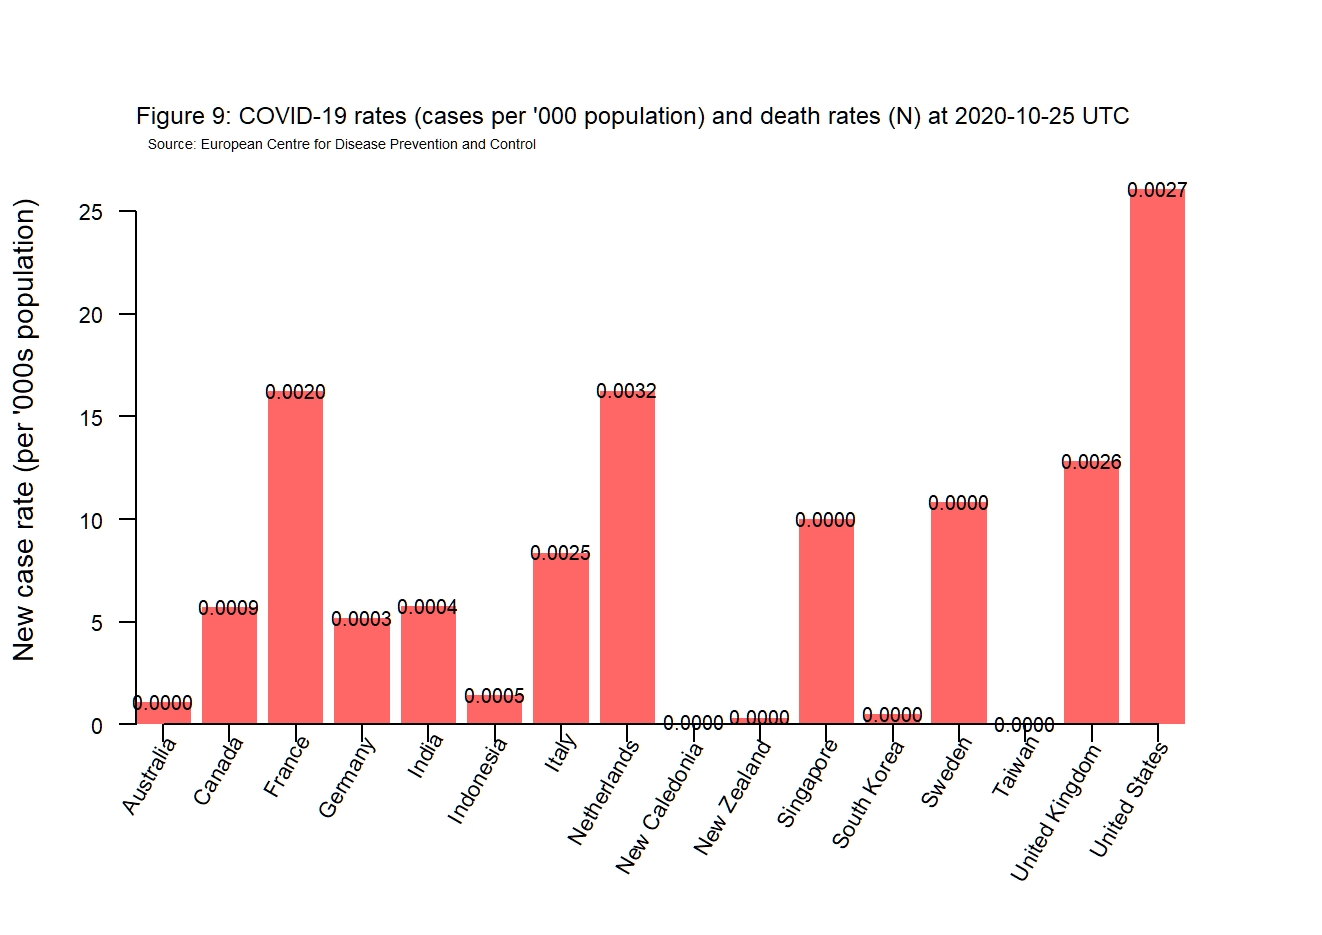 Figure 9: COVID-19 rates (cases per '000 population) and death rates (N) at 2020-10-25 UTC
Source: European Centre for Disease Prevention and Control
New case rate (per '000s population)
25
20
15
10
5
0
0.0000
0.0009
0.0020
0.0003
0.0004
0.0005
0.0025
0.0032
0.0000
0.0000
0.0000
0.0000
0.0000
0.0000
0.0026
0.0027
Australia
Canada
France
Germany
India
Indonesia
Italy
Netherlands
New Caledonia
New Zealand
Singapore
South Korea
Sweden
Taiwan
United Kingdom
United States